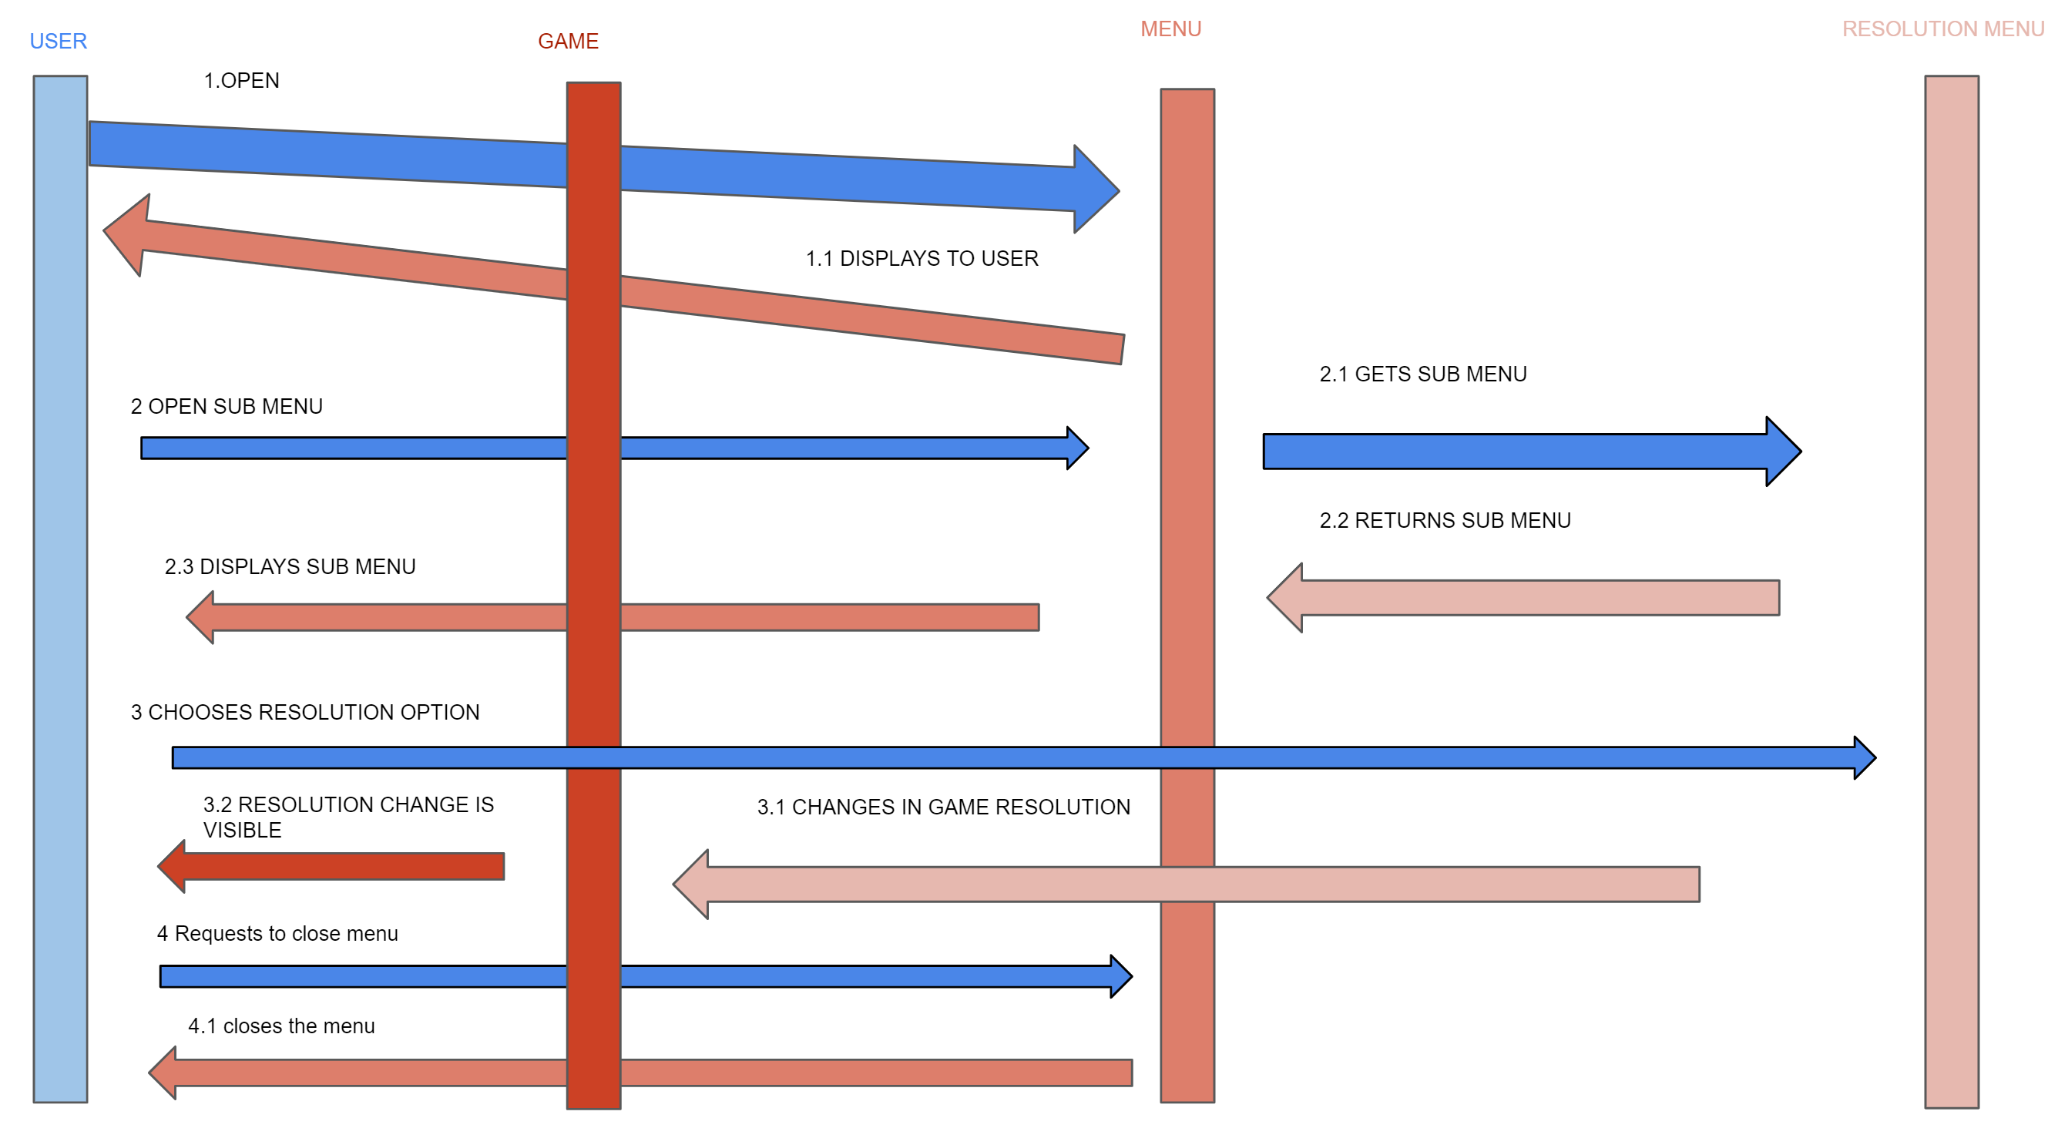 USER
GAME
MENU
RESOLUTION MENU
1.OPEN
1.1 DISPLAYS TO USER
2.1 GETS SUB MENU
2 OPEN SUB MENU
2.2 RETURNS SUB MENU
2.3 DISPLAYS SUB MENU
3 CHOOSES RESOLUTION OPTION
3.2 RESOLUTION CHANGE IS
VISIBLE
3.1 CHANGES IN GAME RESOLUTION
4 Requests to close menu
4.1 closes the menu